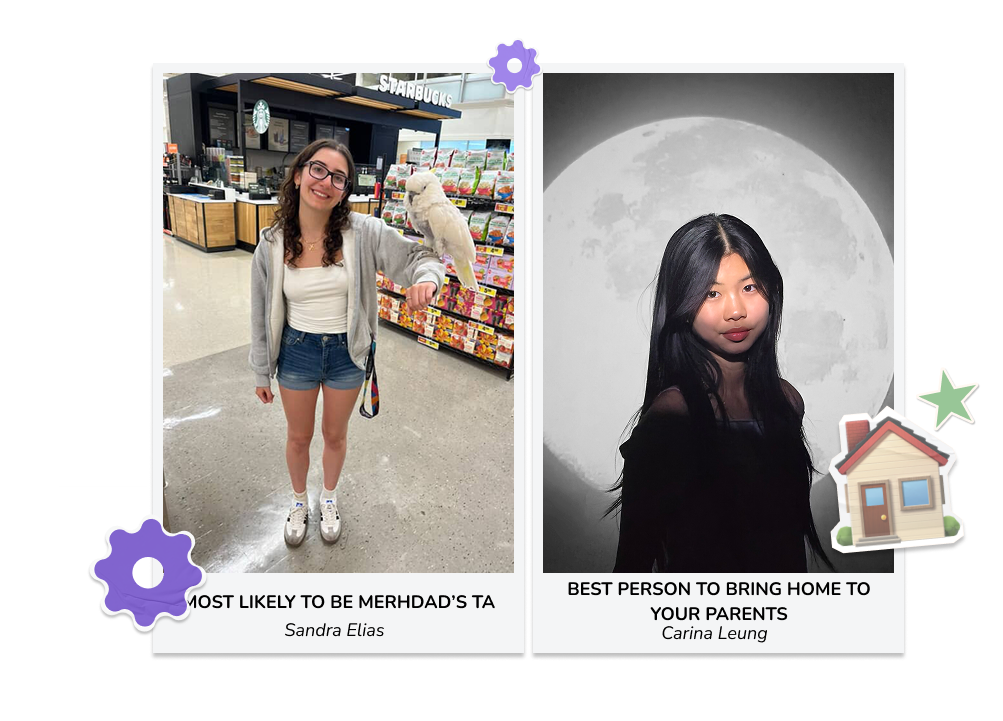 STARBUCKS
MOST LIKELY TO BE MERHDAD'S TA
Sandra Elias
BEST PERSON TO BRING HOME TO
YOUR PARENTS
Carina Leung